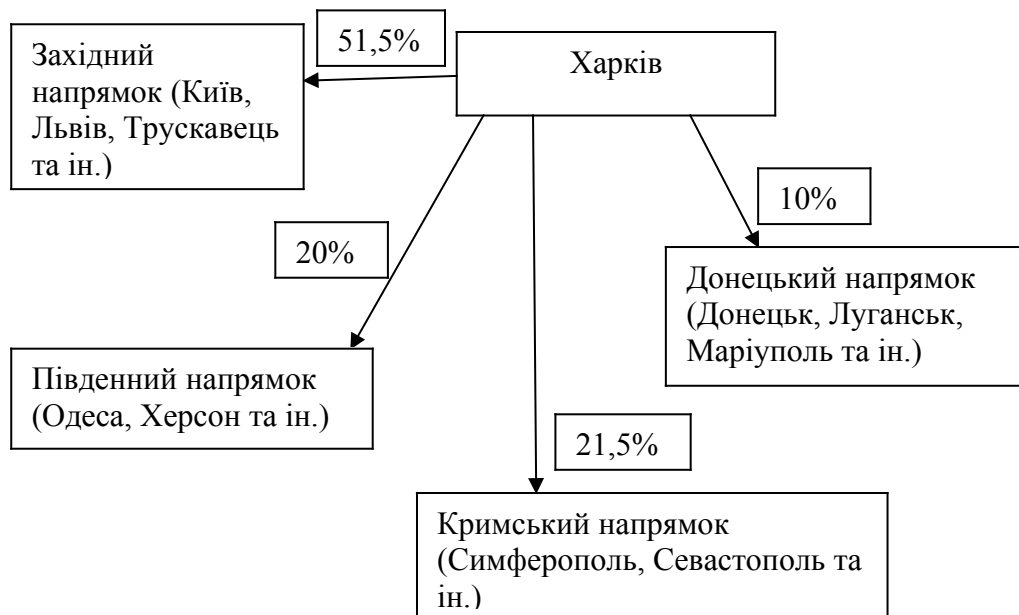 51,5%
Харків
Західний
напрямок (Київ,
Львів, Трускавець
та ін.)
10%
20%
Донецький напрямок
(Донецьк, Луганськ,
Маріуполь та ін.)
Південний напрямок
(Одеса, Херсон та ін.)
21,5%
Кримський напрямок
(Симферополь, Севастополь та
ін.)